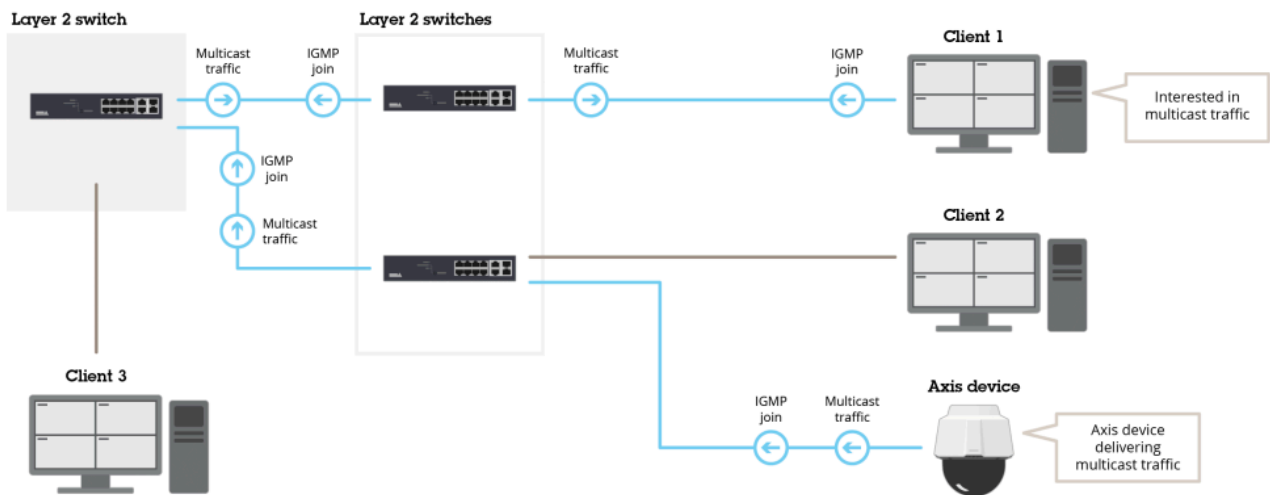 Layer 2 switch
Layer 2 switches
Client 1
Multicast
traffic
IGMP
join
Multicast
traffic
IGMP
join
Interested in
multicast traffic
IGMP
join
Multicast
traffic
Client 2
Client 3
Axis device
IGMP
join
Multicast
traffic
Axis device
delivering
multicast traffic